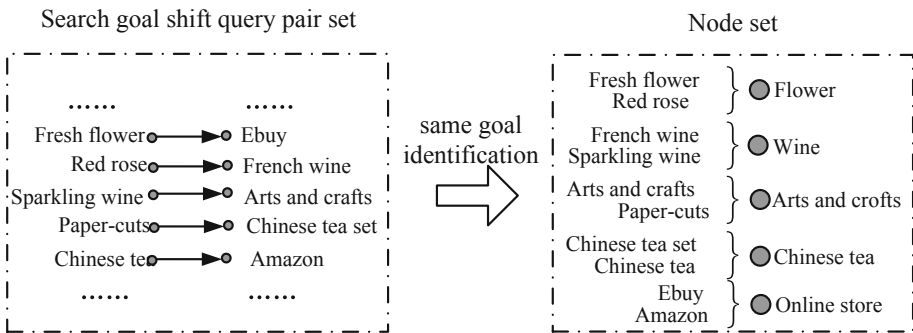 Search goal shift query pair set
Node set
...... ......
Fresh flower Ebuy
Red rose French wine
Sparkling wine Arts and crafts
Paper-cuts Chinese tea set
Chinese tea Amazon
...... ......
same goal
identification
Fresh flower
Red rose
Flower
French wine
Sparkling wine
Wine
Arts and crafts
Paper-cuts
Arts and crofts
Chinese tea set
Chinese tea
Chinese tea
Ebuy
Amazon
Online store